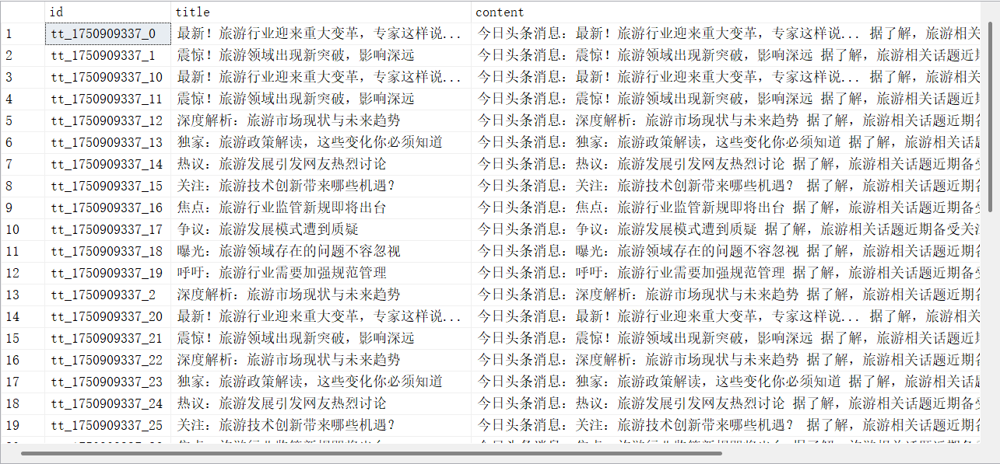 id title content
1 tt_1750909337_0 最新！旅游行业迎来重大变革，专家这样说... 今日头条消息：最新！旅游行业迎来重大变革，专家这样说... 据了解，旅游相关
2 tt_1750909337_1 震惊！旅游领域出现新突破，影响深远 今日头条消息：震惊！旅游领域出现新突破，影响深远 据了解，旅游相关话题近期
3 tt_1750909337_10 最新！旅游行业迎来重大变革，专家这样说... 今日头条消息：最新！旅游行业迎来重大变革，专家这样说... 据了解，旅游相关
4 tt_1750909337_11 震惊！旅游领域出现新突破，影响深远 今日头条消息：震惊！旅游领域出现新突破，影响深远 据了解，旅游相关话题近期
5 tt_1750909337_12 深度解析：旅游市场现状与未来趋势 今日头条消息：深度解析：旅游市场现状与未来趋势 据了解，旅游相关话题近期备
6 tt_1750909337_13 独家：旅游政策解读，这些变化你必须知道 今日头条消息：独家：旅游政策解读，这些变化你必须知道 据了解，旅游相关话题
7 tt_1750909337_14 热议：旅游发展引发网友热烈讨论 今日头条消息：热议：旅游发展引发网友热烈讨论 据了解，旅游相关话题近期备受
8 tt_1750909337_15 关注：旅游技术创新带来哪些机遇？ 今日头条消息：关注：旅游技术创新带来哪些机遇？ 据了解，旅游相关话题近期备
9 tt_1750909337_16 焦点：旅游行业监管新规即将出台 今日头条消息：焦点：旅游行业监管新规即将出台 据了解，旅游相关话题近期备受
10 tt_1750909337_17 争议：旅游发展模式遭到质疑 今日头条消息：争议：旅游发展模式遭到质疑 据了解，旅游相关话题近期备受关注
11 tt_1750909337_18 曝光：旅游领域存在的问题不容忽视 今日头条消息：曝光：旅游领域存在的问题不容忽视 据了解，旅游相关话题近期备
12 tt_1750909337_19 呼吁：旅游行业需要加强规范管理 今日头条消息：呼吁：旅游行业需要加强规范管理 据了解，旅游相关话题近期备受
13 tt_1750909337_2 深度解析：旅游市场现状与未来趋势 今日头条消息：深度解析：旅游市场现状与未来趋势 据了解，旅游相关话题近期备
14 tt_1750909337_20 最新！旅游行业迎来重大变革，专家这样说... 今日头条消息：最新！旅游行业迎来重大变革，专家这样说... 据了解，旅游相关
15 tt_1750909337_21 震惊！旅游领域出现新突破，影响深远 今日头条消息：震惊！旅游领域出现新突破，影响深远 据了解，旅游相关话题近期
16 tt_1750909337_22 深度解析：旅游市场现状与未来趋势 今日头条消息：深度解析：旅游市场现状与未来趋势 据了解，旅游相关话题近期备
17 tt_1750909337_23 独家：旅游政策解读，这些变化你必须知道 今日头条消息：独家：旅游政策解读，这些变化你必须知道 据了解，旅游相关话题
18 tt_1750909337_24 热议：旅游发展引发网友热烈讨论 今日头条消息：热议：旅游发展引发网友热烈讨论 据了解，旅游相关话题近期备受
19 tt_1750909337_25 关注：旅游技术创新带来哪些机遇？ 今日头条消息：关注：旅游技术创新带来哪些机遇？ 据了解，旅游相关话题近期备